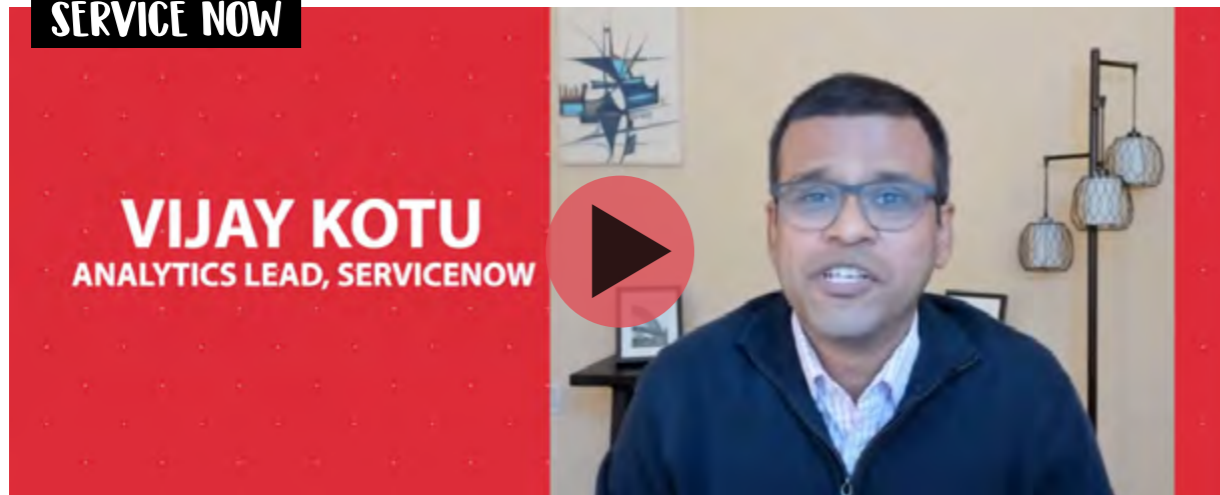 SERVICE NOW
VIJAY KOTU
ANALYTICS LEAD, SERVICENOW